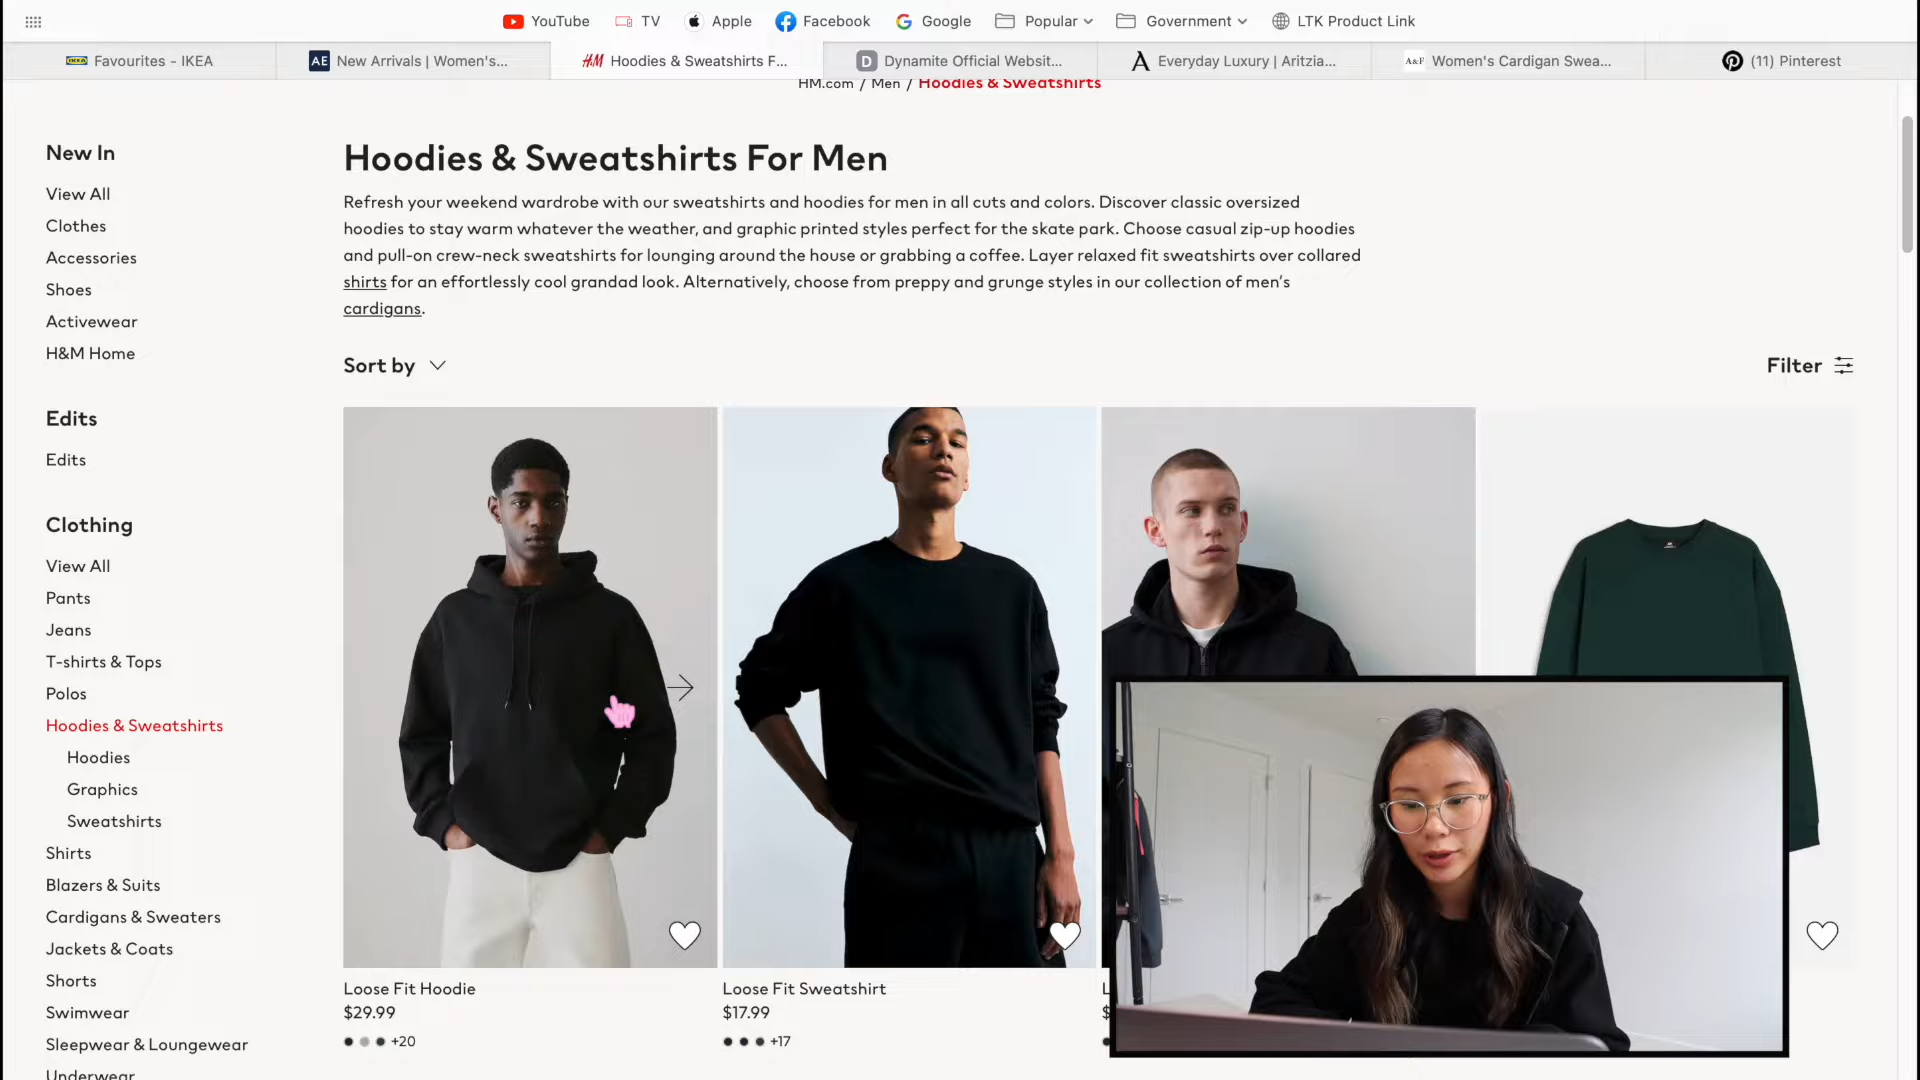 YouTube
TV
Apple
Facebook
Google
Popular
Government
LTK Product Link
IKEA
Favourites - IKEA
AE
New Arrivals | Women's...
H&M
Hoodies & Sweatshirts F...
D
Dynamite Official Websit...
A
Everyday Luxury | Aritzia...
A&F
Women's Cardigan Swea...
(11) Pinterest
HM.com / Men / Hoodies & Sweatshirts
New In
View All
Clothes
Accessories
Shoes
Activewear
H&M Home
Edits
Edits
Clothing
View All
Pants
Jeans
T-shirts & Tops
Polos
Hoodies & Sweatshirts
Hoodies
Graphics
Sweatshirts
Shirts
Blazers & Suits
Cardigans & Sweaters
Jackets & Coats
Shorts
Swimwear
Sleepwear & Loungewear
Underwear
Hoodies & Sweatshirts For Men
Refresh your weekend wardrobe with our sweatshirts and hoodies for men in all cuts and colors. Discover classic oversized
hoodies to stay warm whatever the weather, and graphic printed styles perfect for the skate park. Choose casual zip-up hoodies
and pull-on crew-neck sweatshirts for lounging around the house or grabbing a coffee. Layer relaxed fit sweatshirts over collared
shirts for an effortlessly cool grandad look. Alternatively, choose from preppy and grunge styles in our collection of men’s
cardigans.
Sort by
Filter
Loose Fit Hoodie
$29.99
+20
Loose Fit Sweatshirt
$17.99
+17
L
$